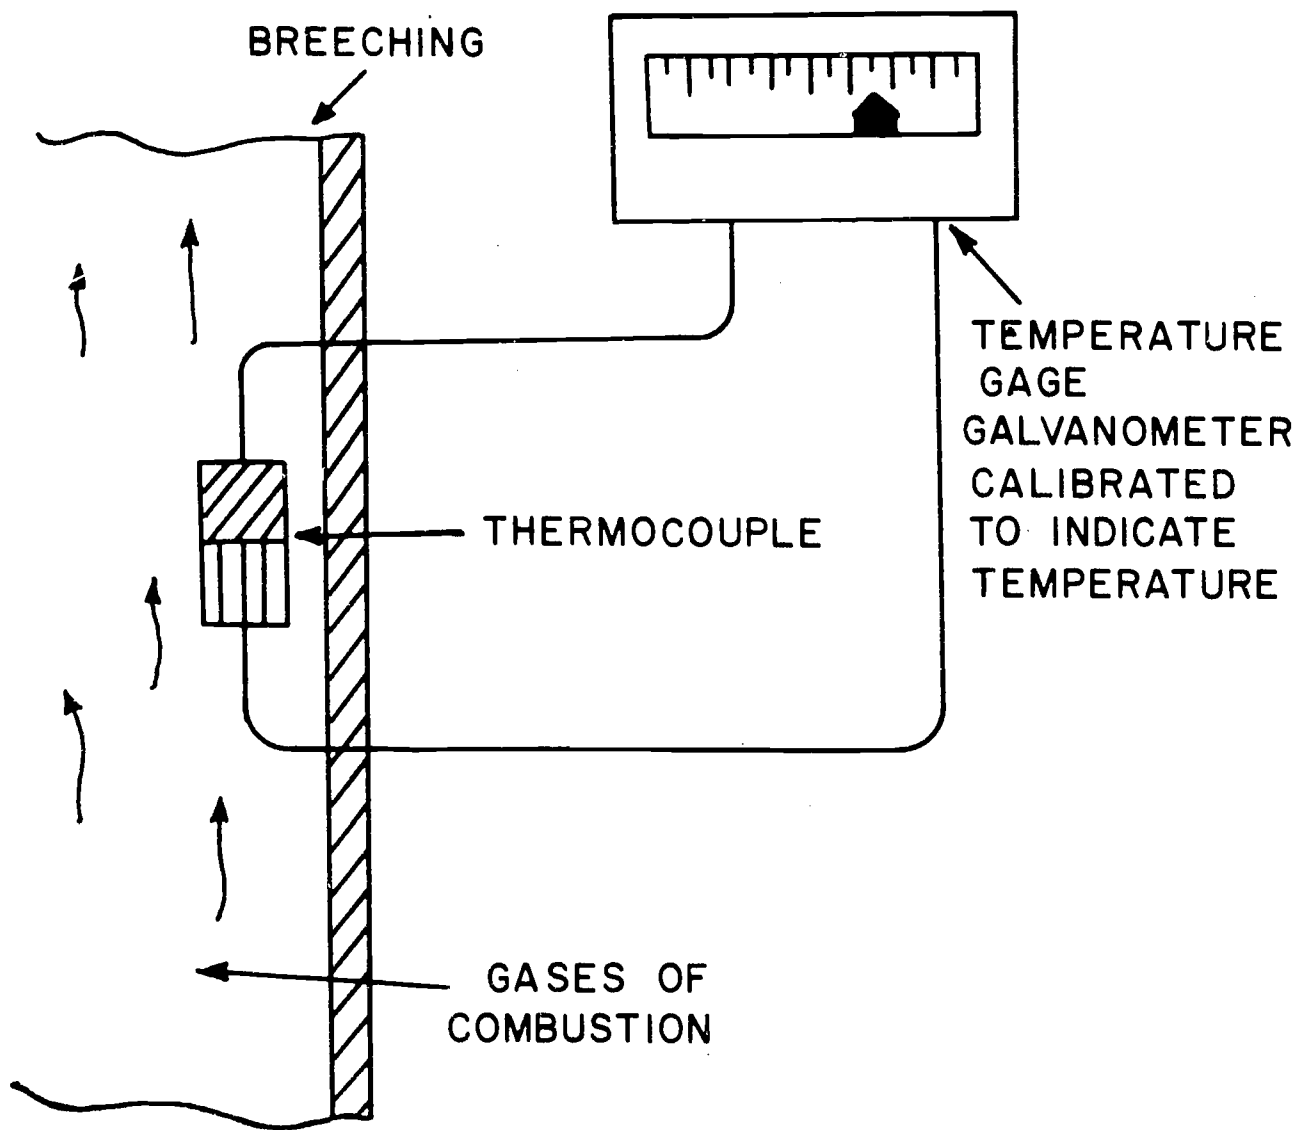 BREECHING
TEMPERATURE
GAGE
GALVANOMETER
CALIBRATED
TO INDICATE
TEMPERATURE
THERMOCOUPLE
GASES OF
COMBUSTION